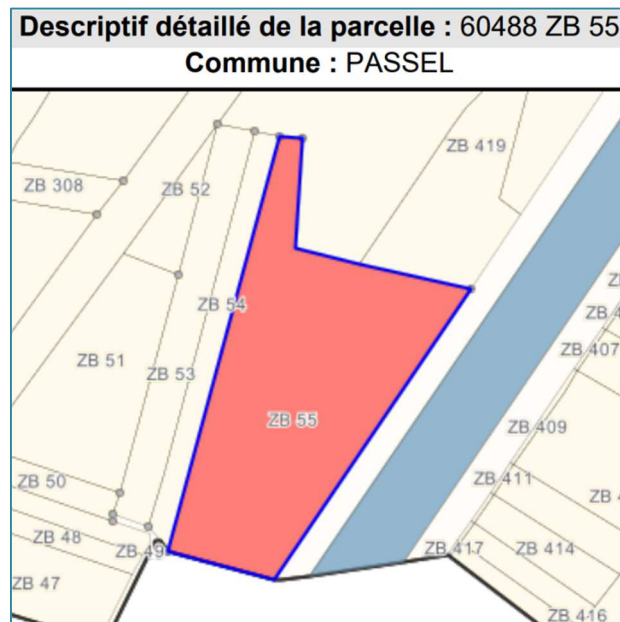 Descriptif détaillé de la parcelle : 60488 ZB 55
Commune : PASSEL
ZB 419
ZB 308
ZB 52
ZB 54
ZB 407
ZB 51
ZB 53
ZB 55
ZB 409
ZB 50
ZB 411
ZB 48
ZB 49
ZB 417
ZB 414
ZB 47
ZB 416